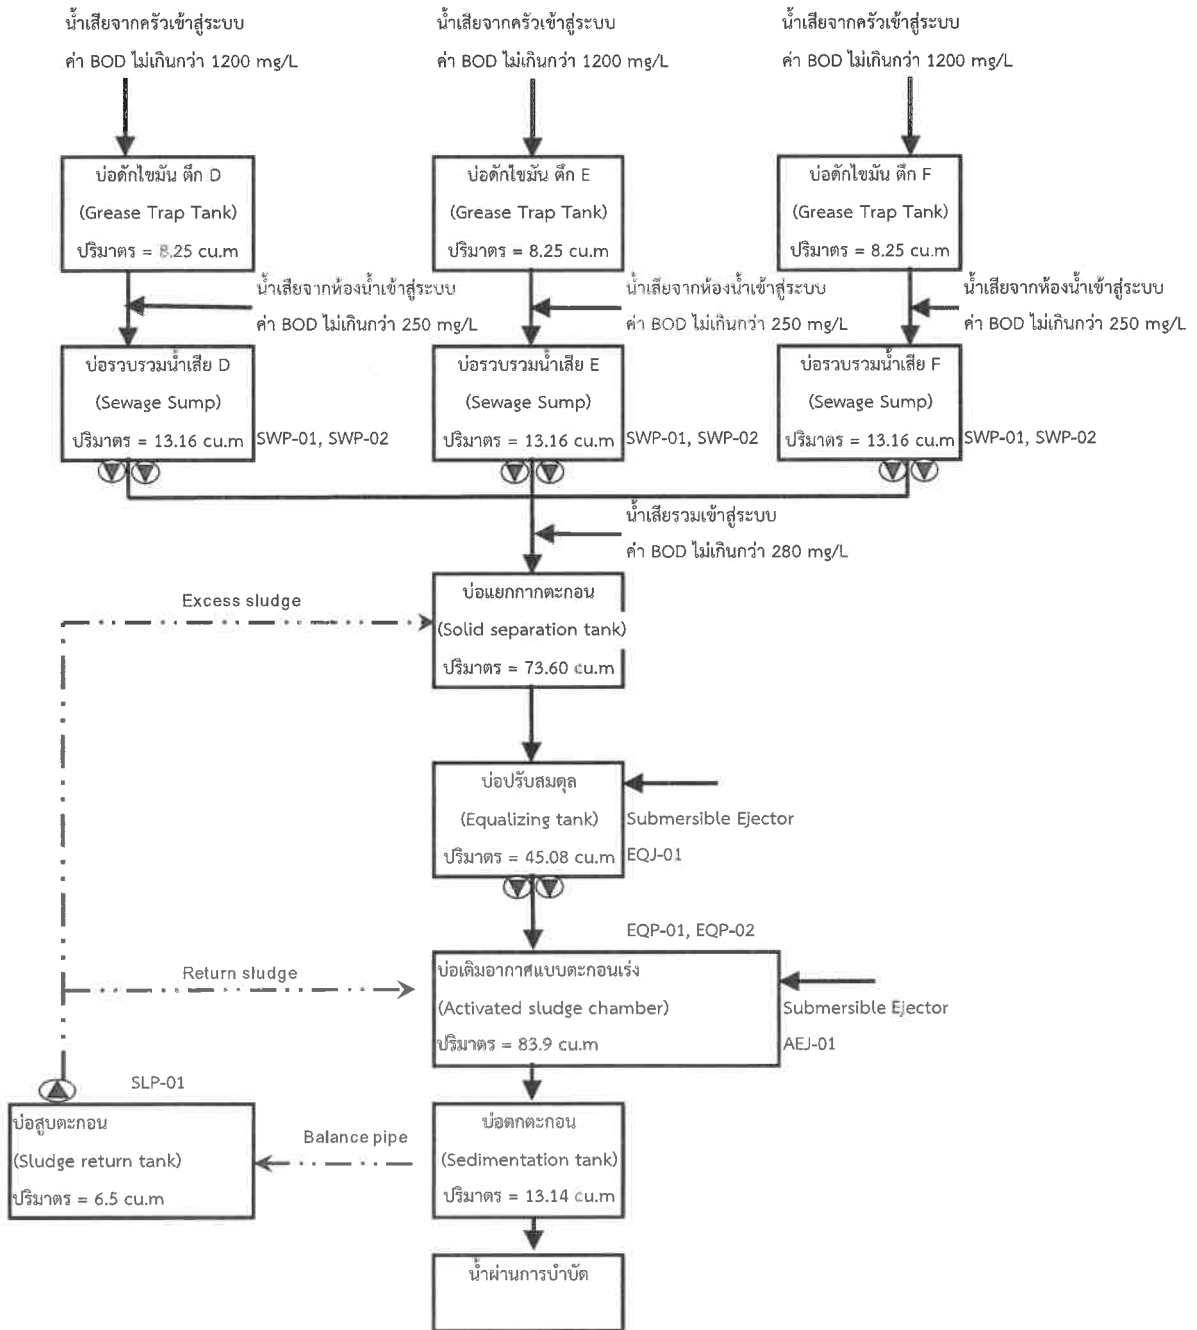 น้ำเสียจากครัวเข้าสู่ระบบ
ค่า BOD ไม่เกินกว่า 1200 mg/L
น้ำเสียจากครัวเข้าสู่ระบบ
ค่า BOD ไม่เกินกว่า 1200 mg/L
น้ำเสียจากครัวเข้าสู่ระบบ
ค่า BOD ไม่เกินกว่า 1200 mg/L
บ่อดักไขมัน ตึก D
(Grease Trap Tank)
ปริมาตร = 8.25 cu.m
บ่อดักไขมัน ตึก E
(Grease Trap Tank)
ปริมาตร = 8.25 cu.m
บ่อดักไขมัน ตึก F
(Grease Trap Tank)
ปริมาตร = 8.25 cu.m
น้ำเสียจากห้องน้ำเข้าสู่ระบบ
ค่า BOD ไม่เกินกว่า 250 mg/L
น้ำเสียจากห้องน้ำเข้าสู่ระบบ
ค่า BOD ไม่เกินกว่า 250 mg/L
น้ำเสียจากห้องน้ำเข้าสู่ระบบ
ค่า BOD ไม่เกินกว่า 250 mg/L
บ่อรวบรวมน้ำเสีย D
(Sewage Sump)
ปริมาตร = 13.16 cu.m
SWP-01, SWP-02
บ่อรวบรวมน้ำเสีย E
(Sewage Sump)
ปริมาตร = 13.16 cu.m
SWP-01, SWP-02
บ่อรวบรวมน้ำเสีย F
(Sewage Sump)
ปริมาตร = 13.16 cu.m
SWP-01, SWP-02
น้ำเสียรวมเข้าสู่ระบบ
ค่า BOD ไม่เกินกว่า 280 mg/L
Excess sludge
บ่อแยกกากตะกอน
(Solid separation tank)
ปริมาตร = 73.60 cu.m
บ่อปรับสมดุล
(Equalizing tank)
ปริมาตร = 45.08 cu.m
Submersible Ejector
EQJ-01
EQP-01, EQP-02
Return sludge
บ่อเติมอากาศแบบตะกอนเร่ง
(Activated sludge chamber)
ปริมาตร = 83.9 cu.m
Submersible Ejector
AEJ-01
SLP-01
บ่อสูบตะกอน
(Sludge return tank)
ปริมาตร = 6.5 cu.m
Balance pipe
บ่อตกตะกอน
(Sedimentation tank)
ปริมาตร = 13.14 cu.m
น้ำผ่านการบำบัด